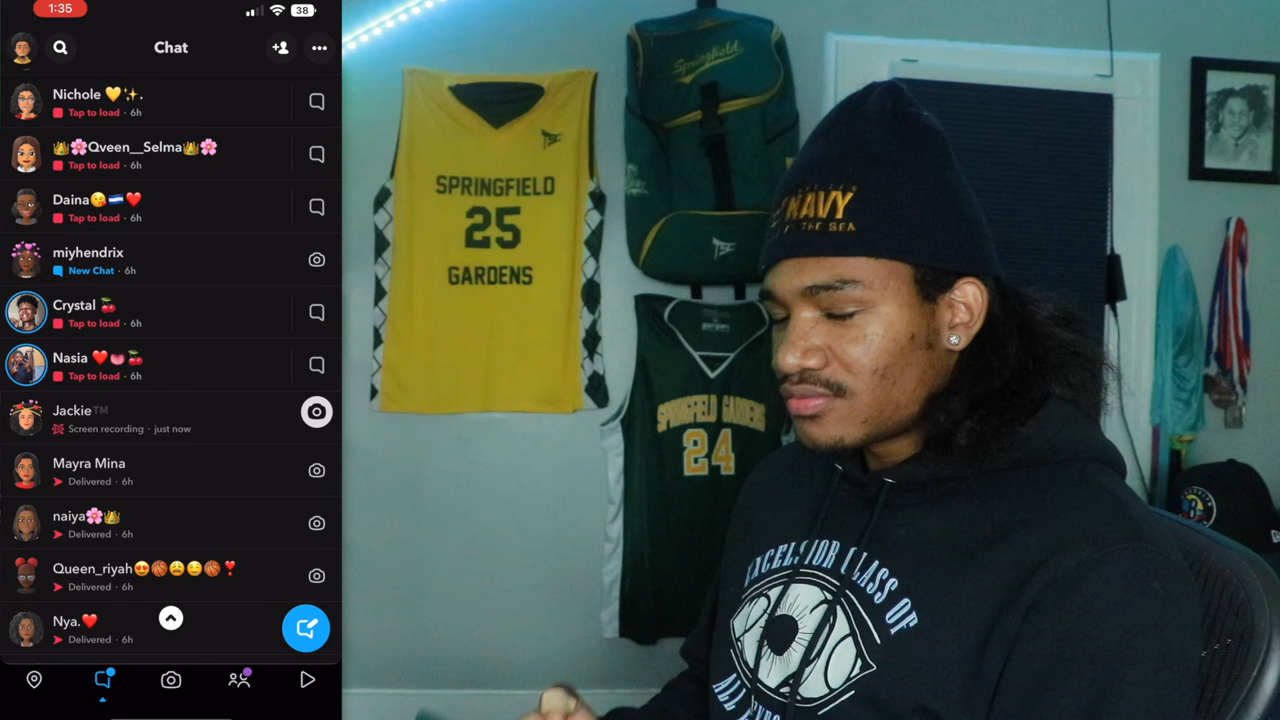 1:35
38
Chat
Nichole 💛✨.
Tap to load · 6h
👑🌸Qveen__Selma👑🌸
Tap to load · 6h
Daina😘🇸🇻❤️
Tap to load · 6h
miyhendrix
New Chat · 6h
Crystal 🍒
Tap to load · 6h
Nasia ❤️👅🍒
Tap to load · 6h
Jackie™️
Screen recording · just now
Mayra Mina
Delivered · 6h
naiya🌸👑
Delivered · 6h
Queen_riyah😍🏀😩😏🏀❣️
Delivered · 6h
Nya.❤️
Delivered · 6h
SPRINGFIELD
25
GARDENS
Springfield
SPRINGFIELD GARDENS
24
NAVY
THE SEA
EXCELSIOR CLASS OF
ALL EYES